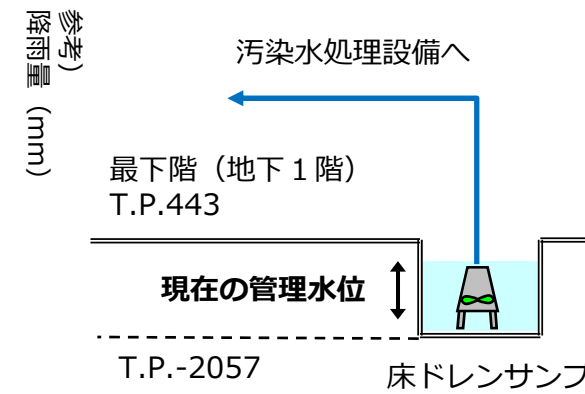 参考）
降雨量（mm）
汚染水処理設備へ
最下階（地下１階）
T.P.443
現在の管理水位
T.P.-2057
床ドレンサンプ